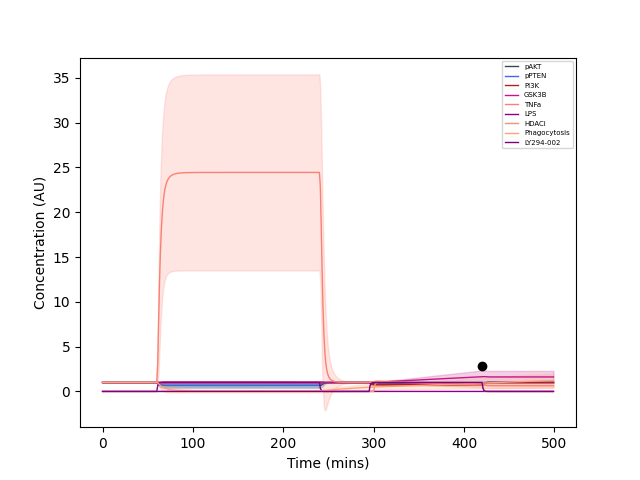 35
30
25
20
15
10
5
0
Concentration (AU)
0 100 200 300 400 500
Time (mins)
pAKT
pPTEN
PI3K
GSK3B
TNFa
LPS
HDACi
Phagocytosis
LY294-002